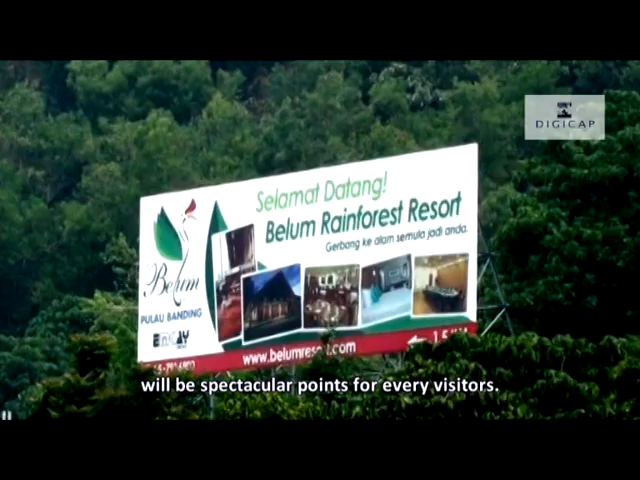 DIGICAP
Selamat Datang!
Belum Rainforest Resort
Gerbang ke alam semula jadi anda.
Belum
PULAU BANDING
EMKAY
www.belumresort.com
will be spectacular points for every visitors.